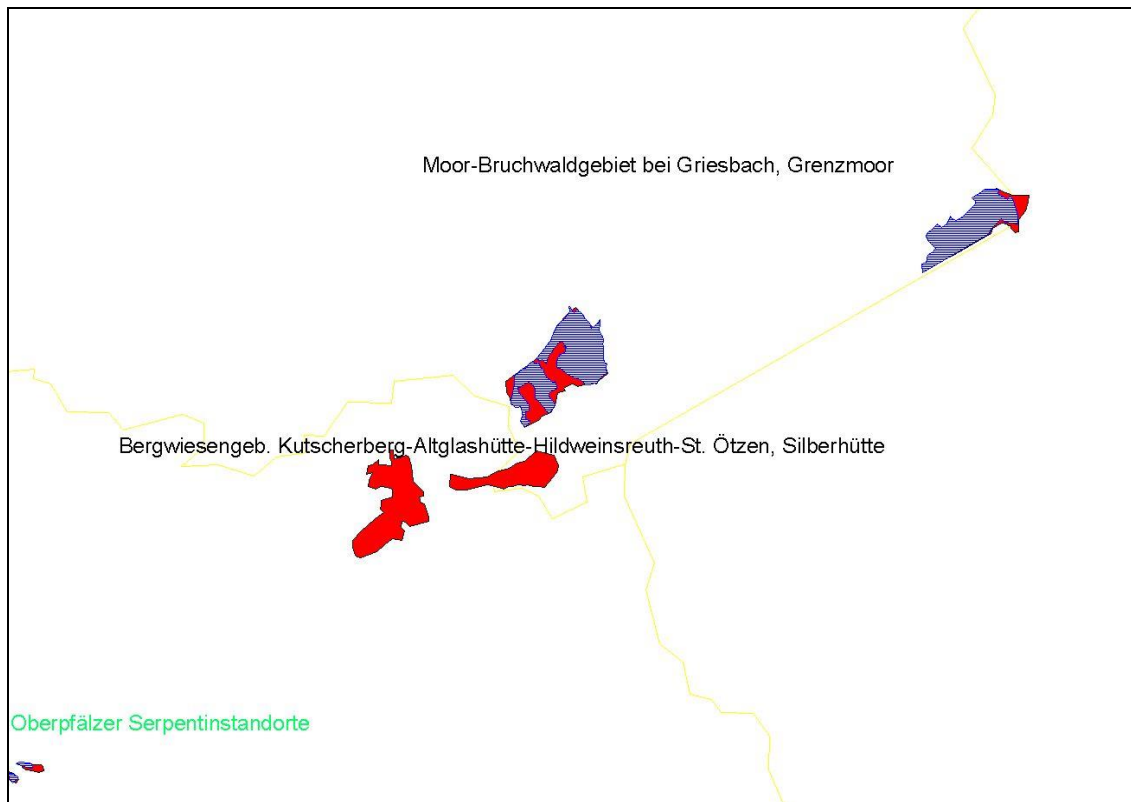 Moor-Bruchwaldgebiet bei Griesbach, Grenzmoor
Bergwiesengeb. Kutscherberg-Altglashütte-Hildweinsreuth-St. Ötzen, Silberhütte
Oberpfälzer Serpentinstandorte